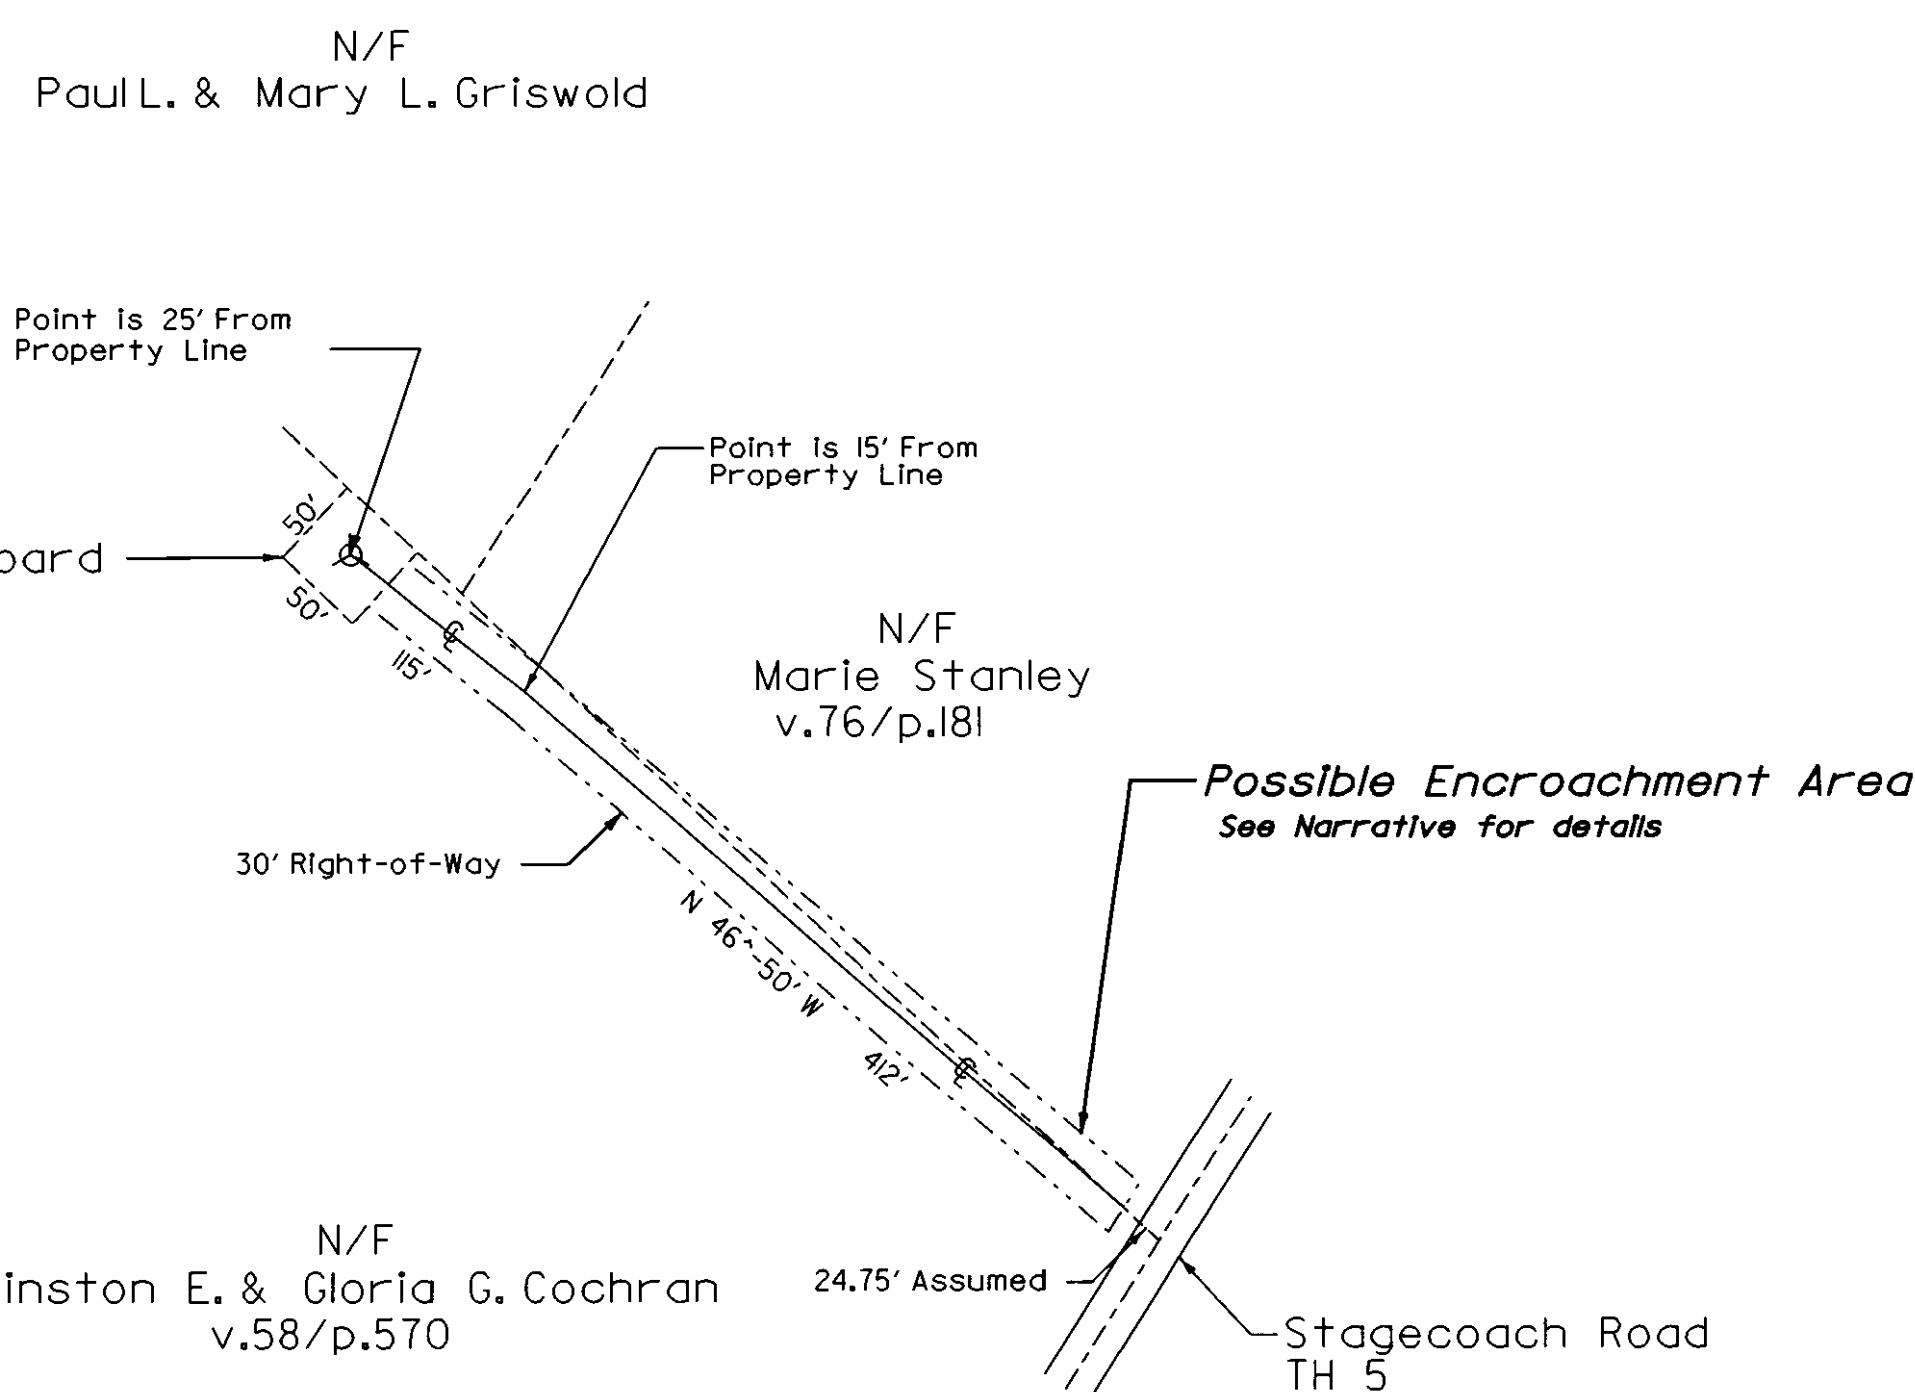 N/F
Paul L. & Mary L. Griswold
Point is 25' From
Property Line
Point is 15' From
Property Line
50'
oard
50'
115'
N/F
Marie Stanley
v.76/p.181
Possible Encroachment Area
See Narrative for details
30' Right-of-Way
N 46^-50' W
412'
N/F
inston E. & Gloria G. Cochran
v.58/p.570
24.75' Assumed
Stagecoach Road
TH 5